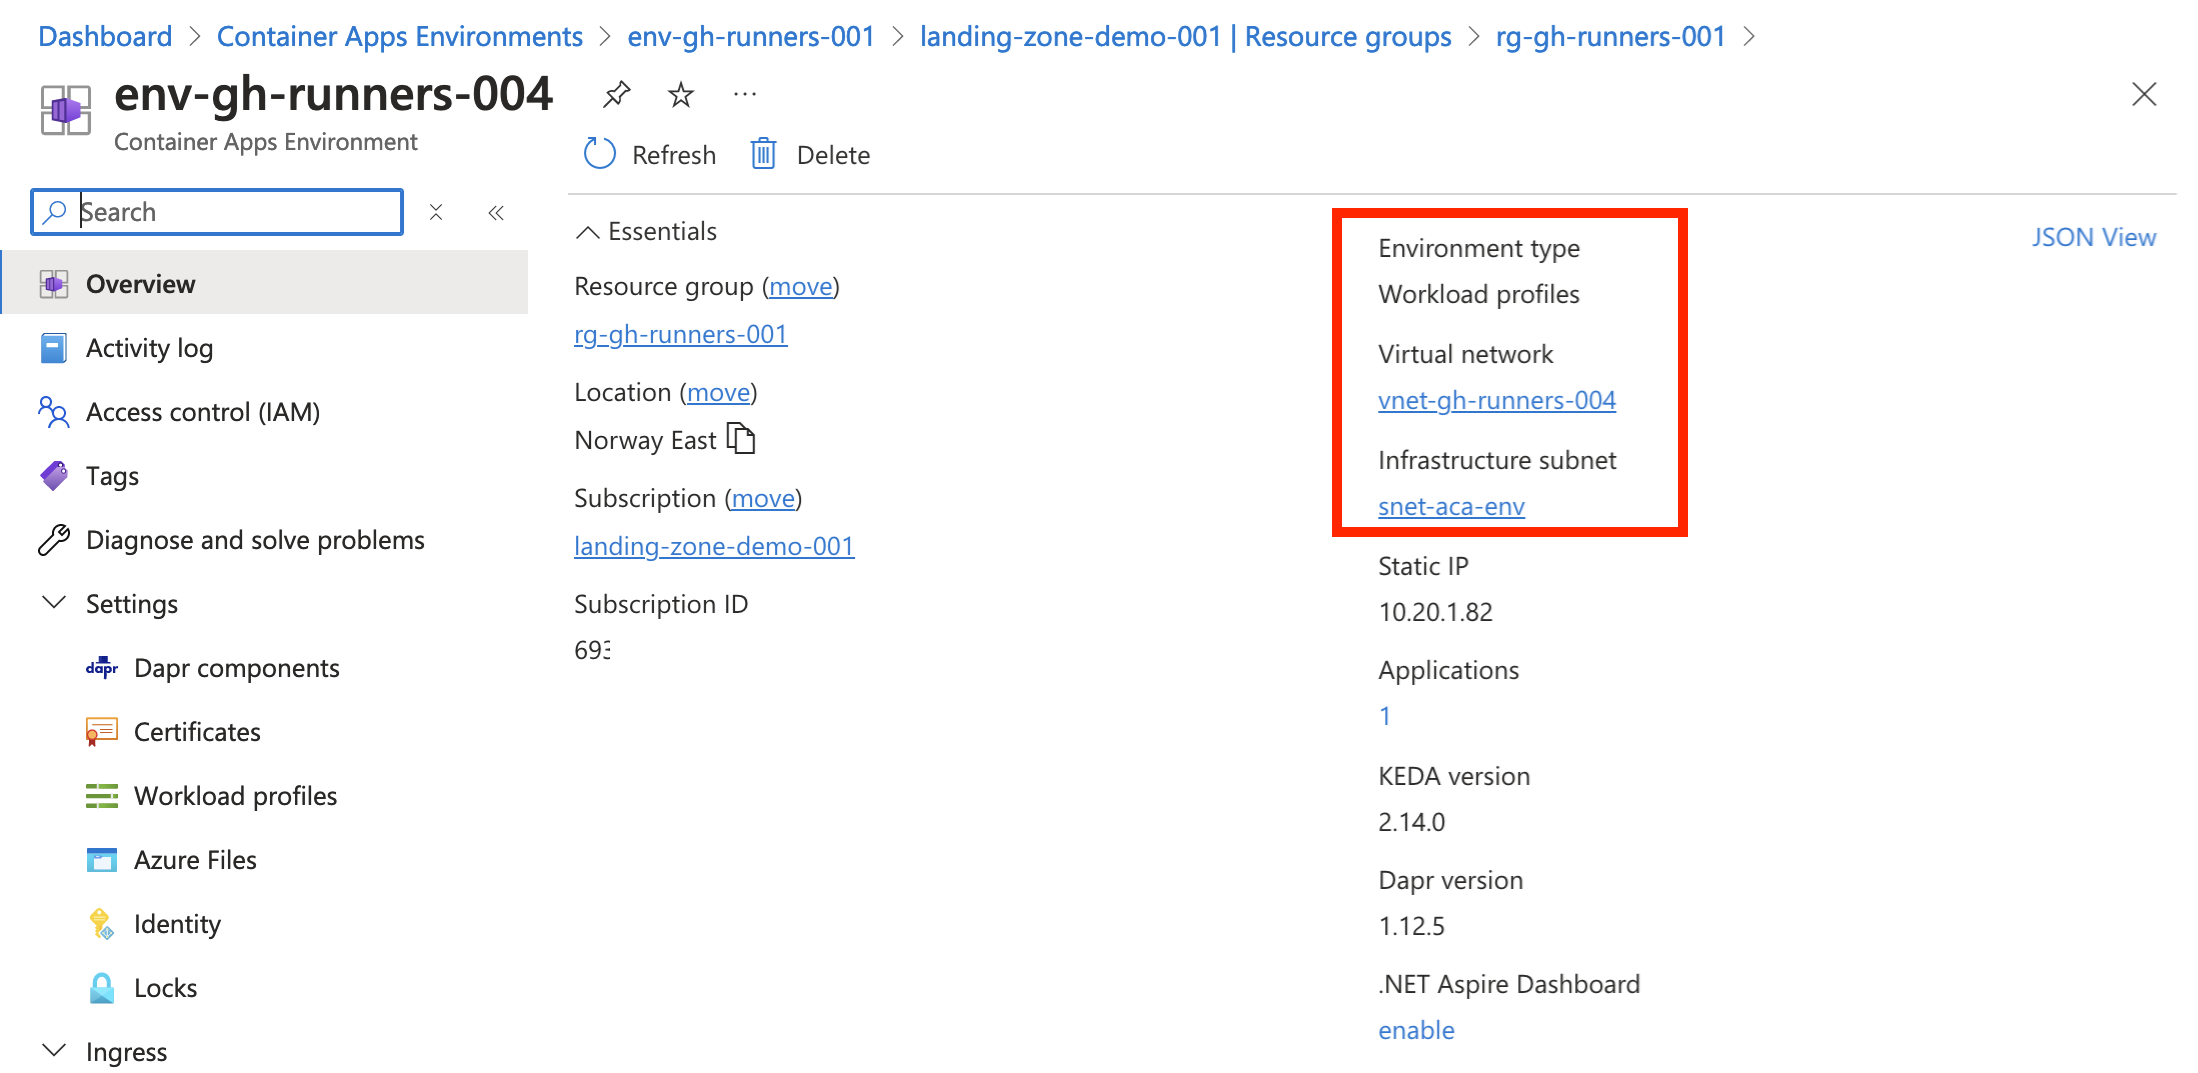 Dashboard > Container Apps Environments > env-gh-runners-001 > landing-zone-demo-001 | Resource groups > rg-gh-runners-001 >
env-gh-runners-004
Container Apps Environment
Refresh
Delete
Search
Overview
Activity log
Access control (IAM)
Tags
Diagnose and solve problems
Settings
dapr
Dapr components
Certificates
Workload profiles
Azure Files
Identity
Locks
Ingress
Essentials
JSON View
Resource group (move)
rg-gh-runners-001
Location (move)
Norway East
Subscription (move)
landing-zone-demo-001
Subscription ID
693
Environment type
Workload profiles
Virtual network
vnet-gh-runners-004
Infrastructure subnet
snet-aca-env
Static IP
10.20.1.82
Applications
1
KEDA version
2.14.0
Dapr version
1.12.5
.NET Aspire Dashboard
enable